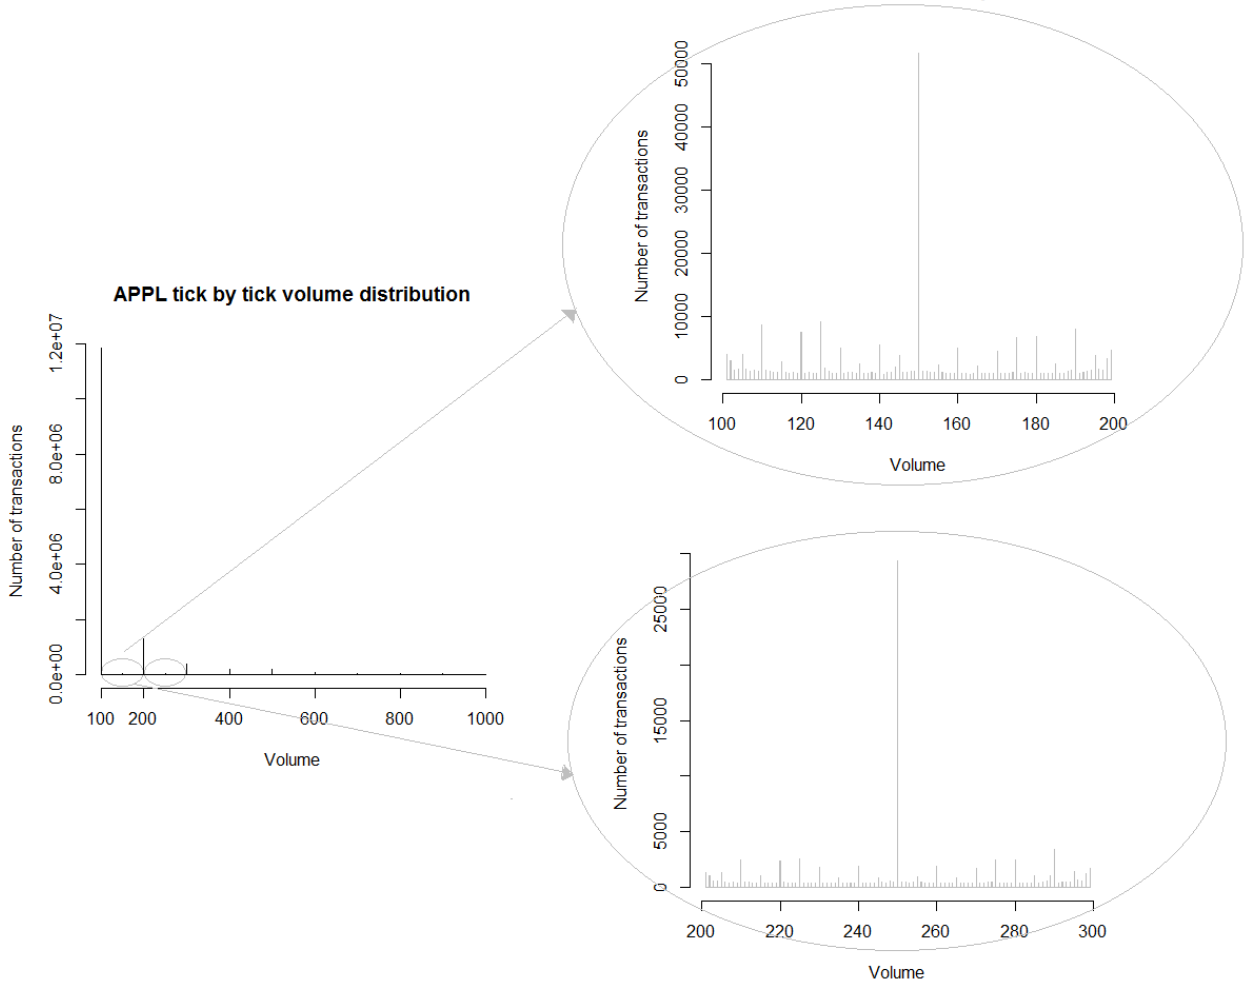 APPL tick by tick volume distribution
Number of transactions
1.2e+07
8.0e+06
4.0e+06
0.0e+00
100 200 400 600 800 1000
Volume
Number of transactions
50000
40000
30000
20000
10000
0
100 120 140 160 180 200
Volume
Number of transactions
25000
15000
5000
0
200 220 240 260 280 300
Volume